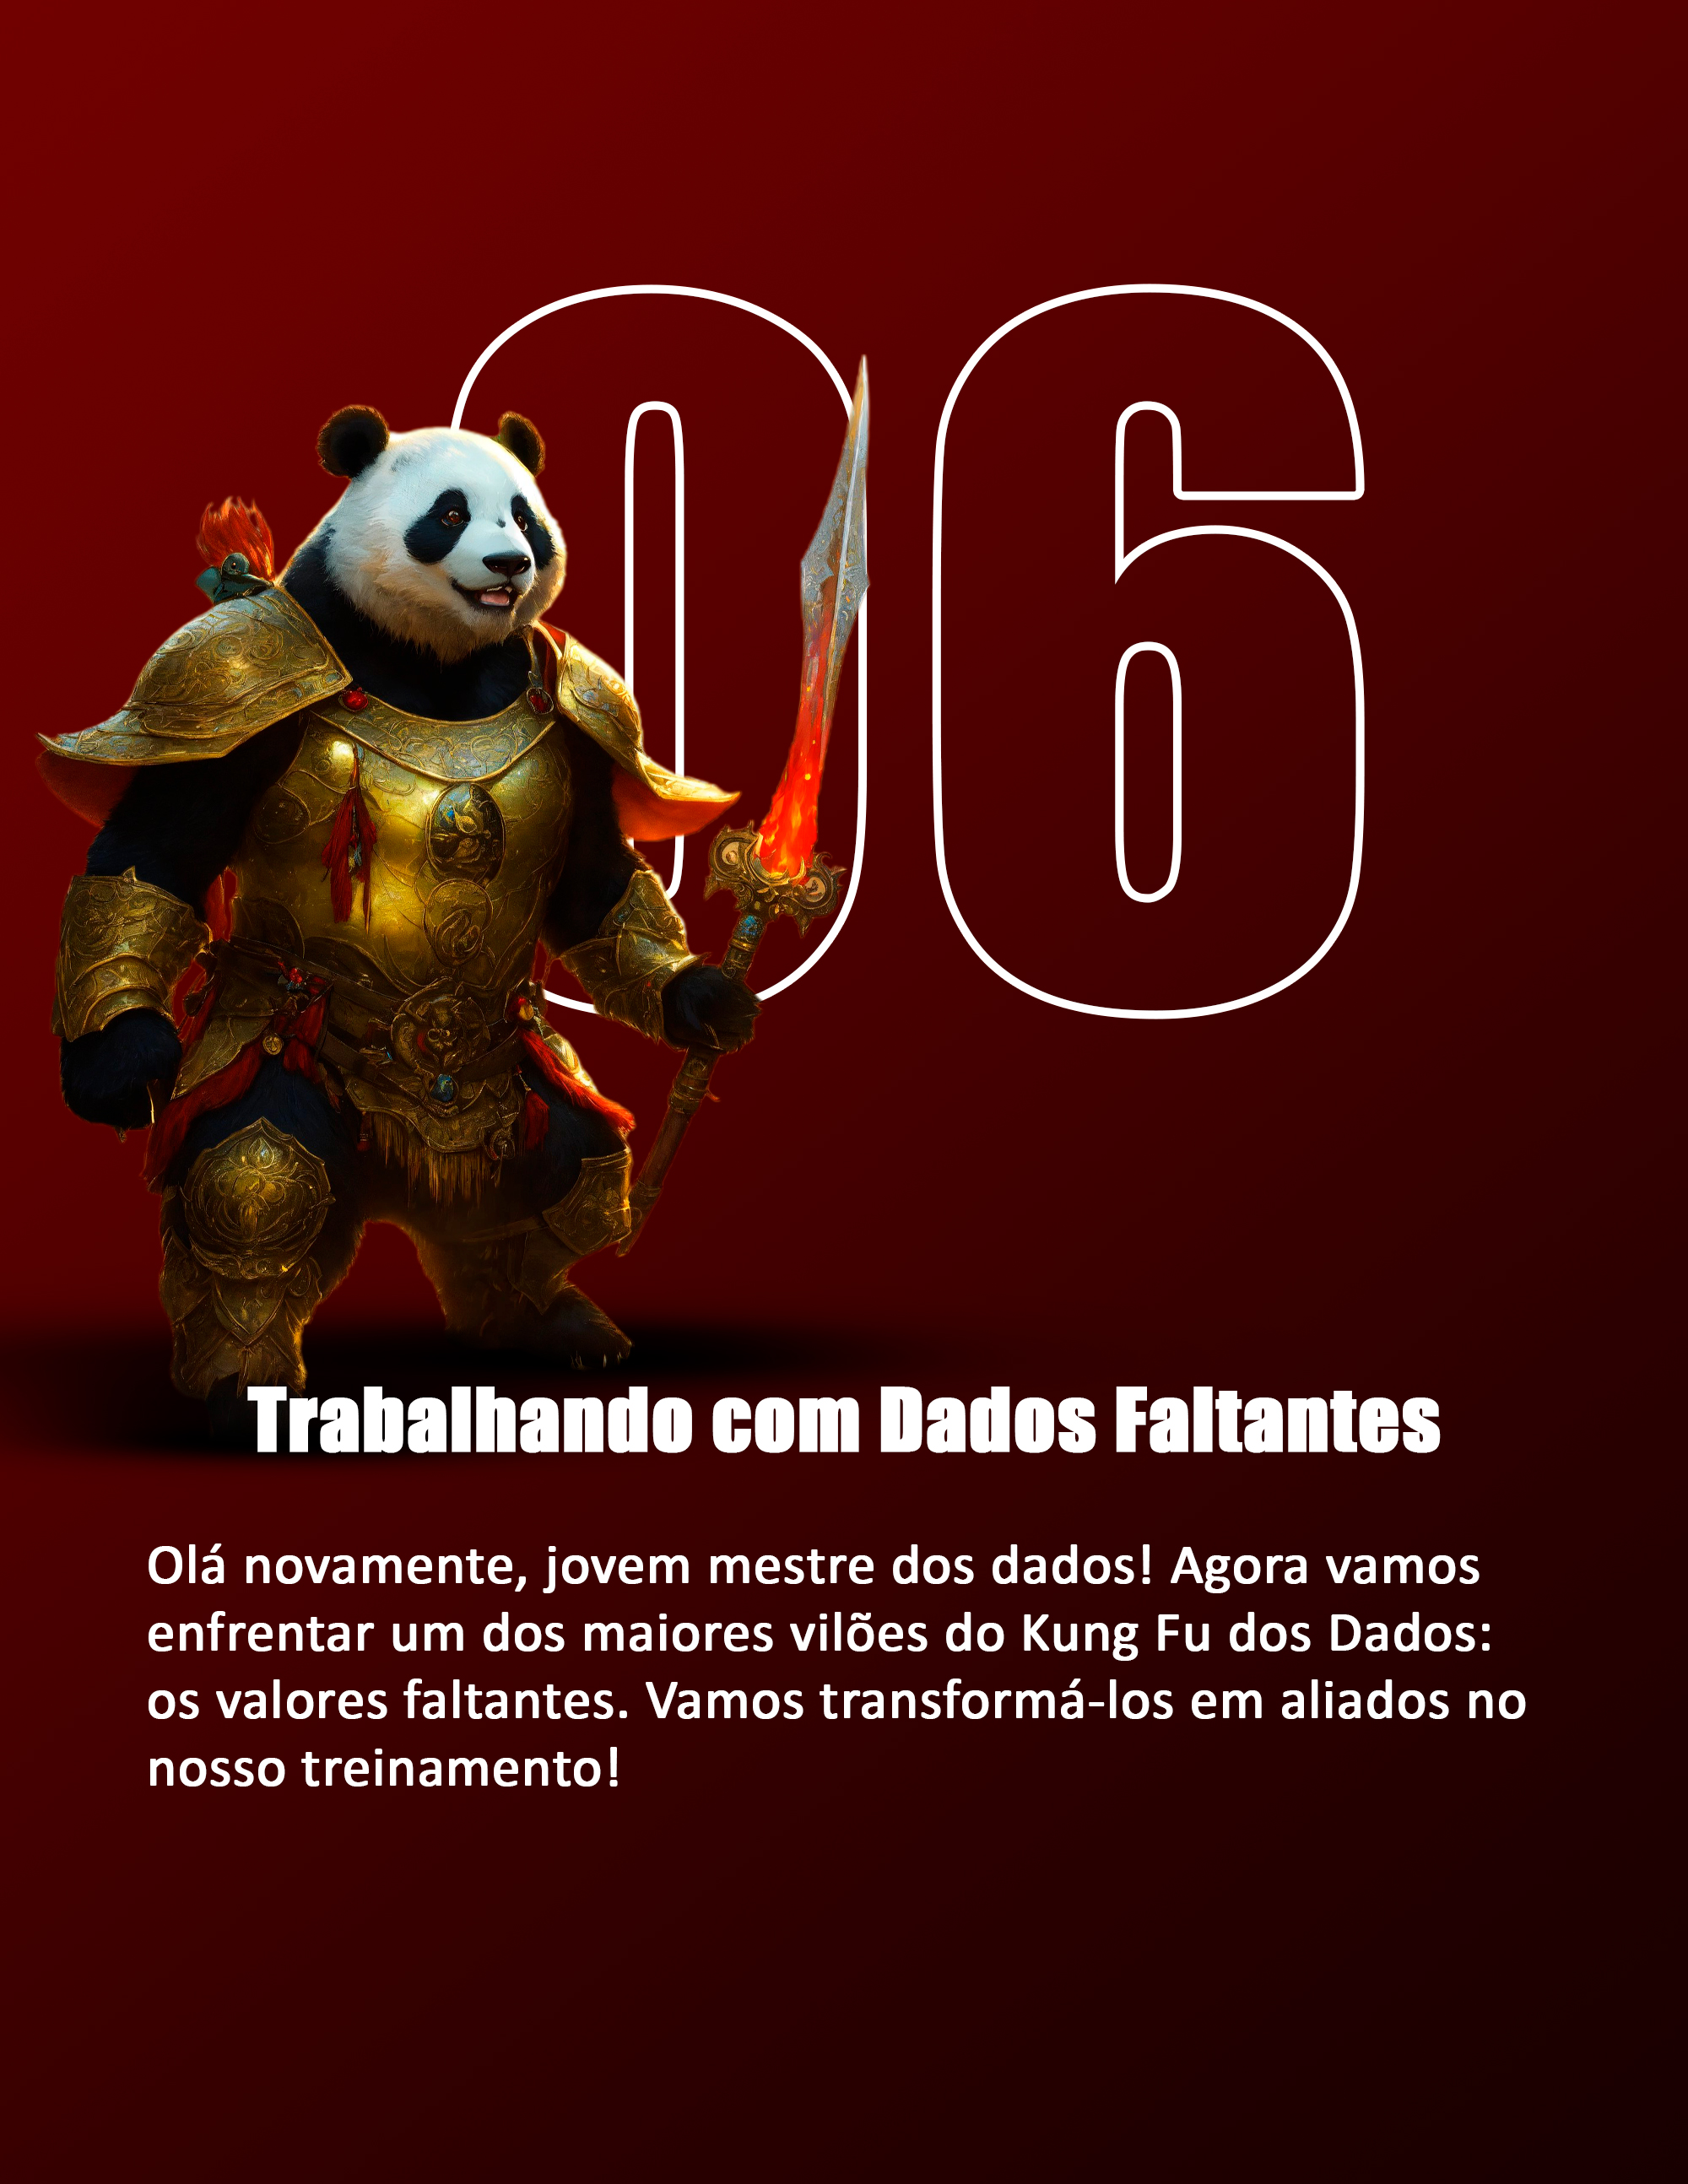 06
Trabalhando com Dados Faltantes
Olá novamente, jovem mestre dos dados! Agora vamos
enfrentar um dos maiores vilões do Kung Fu dos Dados:
os valores faltantes. Vamos transformá-los em aliados no
nosso treinamento!